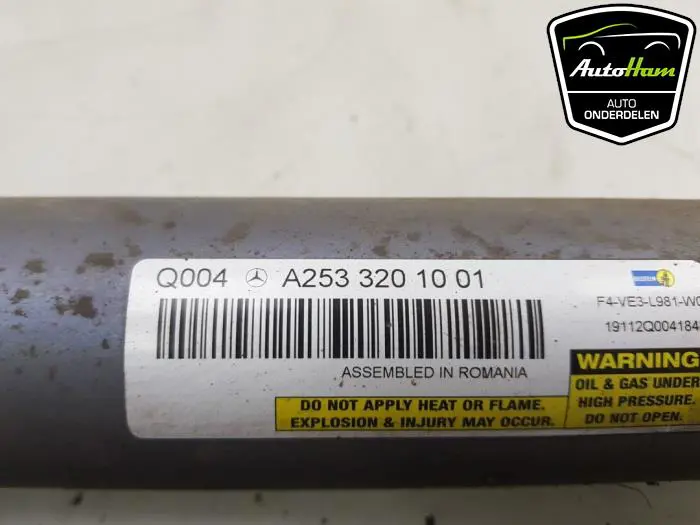 AutoHam
AUTO
ONDERDELEN
Q004 A253 320 10 01
F4-VE3-L981-W0
19112Q004184
ASSEMBLED IN ROMANIA
DO NOT APPLY HEAT OR FLAME.
EXPLOSION & INJURY MAY OCCUR.
WARNING
OIL & GAS UNDER
HIGH PRESSURE.
DO NOT OPEN.